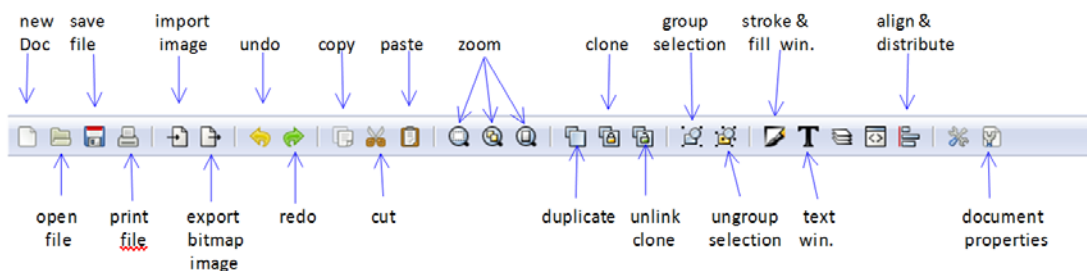 new
Doc
save
file
import
image
undo
copy
paste
zoom
clone
group
selection
stroke &
fill win.
align &
distribute
T
open
file
print
file
export
bitmap
image
redo
cut
duplicate
unlink
clone
ungroup
selection
text
win.
document
properties